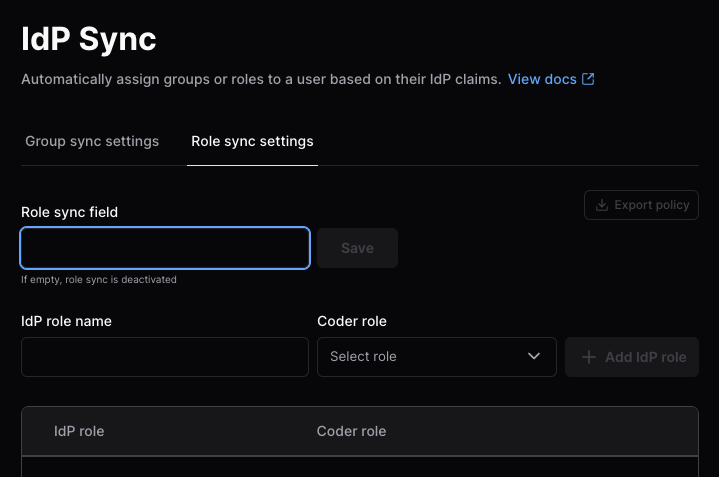 IdP Sync
Automatically assign groups or roles to a user based on their IdP claims. View docs
Group sync settings Role sync settings
Export policy
Role sync field
Save
If empty, role sync is deactivated
IdP role name Coder role
Select role Add IdP role
IdP role Coder role